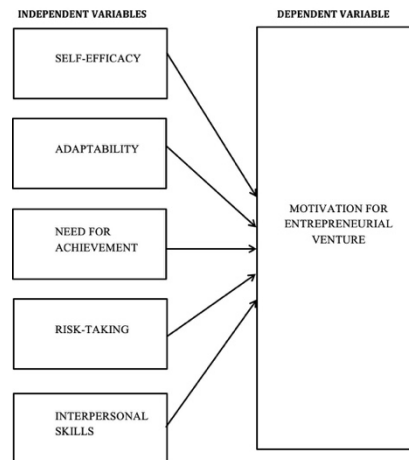 INDEPENDENT VARIABLES
DEPENDENT VARIABLE
SELF-EFFICACY
ADAPTABILITY
NEED FOR
ACHIEVEMENT
RISK-TAKING
INTERPERSONAL
SKILLS
MOTIVATION FOR
ENTREPRENEURIAL
VENTURE